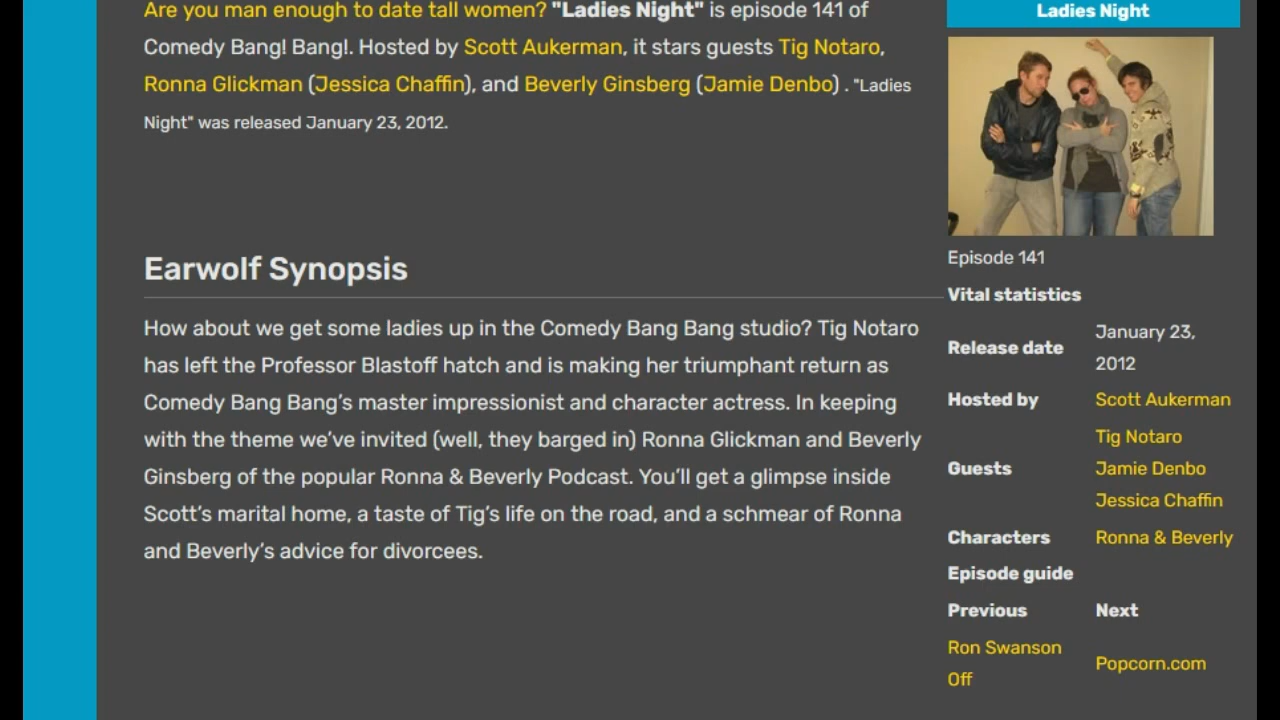 Are you man enough to date tall women? "Ladies Night" is episode 141 of
Comedy Bang! Bang!. Hosted by Scott Aukerman, it stars guests Tig Notaro,
Ronna Glickman (Jessica Chaffin), and Beverly Ginsberg (Jamie Denbo) . "Ladies
Night" was released January 23, 2012.
Earwolf Synopsis
How about we get some ladies up in the Comedy Bang Bang studio? Tig Notaro
has left the Professor Blastoff hatch and is making her triumphant return as
Comedy Bang Bang’s master impressionist and character actress. In keeping
with the theme we’ve invited (well, they barged in) Ronna Glickman and Beverly
Ginsberg of the popular Ronna & Beverly Podcast. You’ll get a glimpse inside
Scott’s marital home, a taste of Tig’s life on the road, and a schmear of Ronna
and Beverly’s advice for divorcees.
Ladies Night
Episode 141
Vital statistics
Release date January 23,
2012
Hosted by Scott Aukerman
Tig Notaro
Guests Jamie Denbo
Jessica Chaffin
Characters Ronna & Beverly
Episode guide
Previous Next
Ron Swanson
Off Popcorn.com